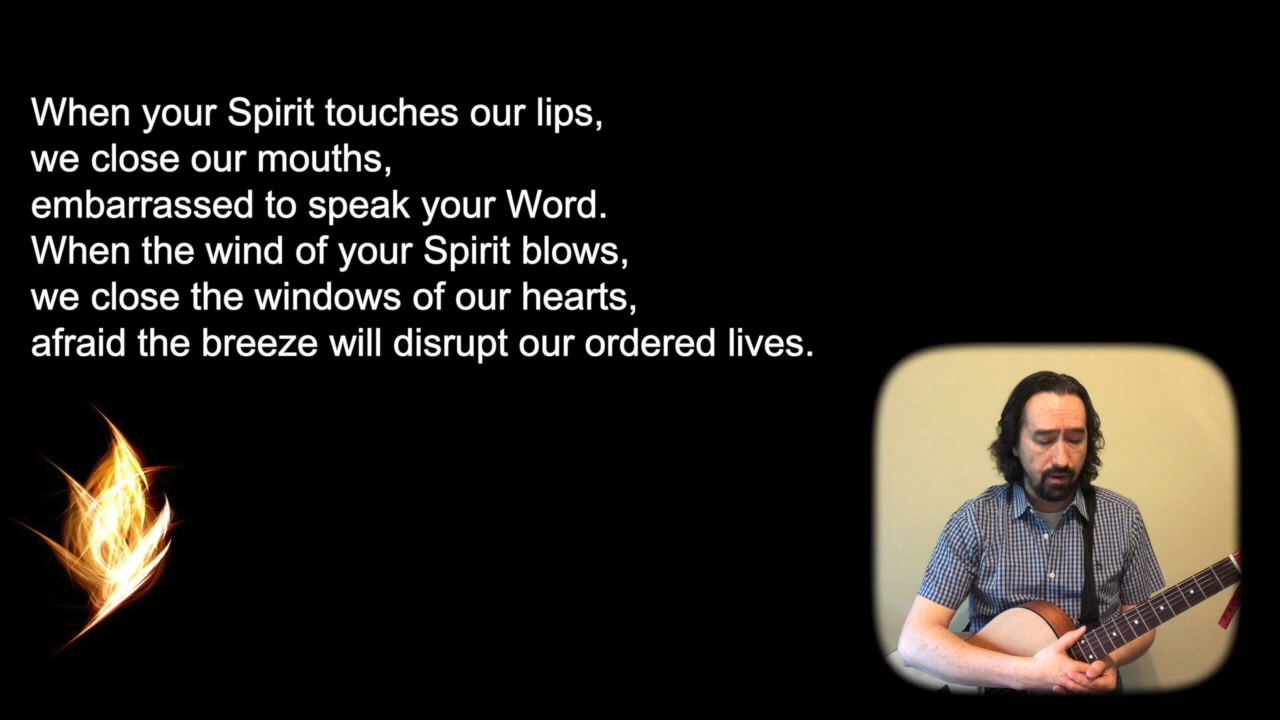 When your Spirit touches our lips,
we close our mouths,
embarrassed to speak your Word.
When the wind of your Spirit blows,
we close the windows of our hearts,
afraid the breeze will disrupt our ordered lives.